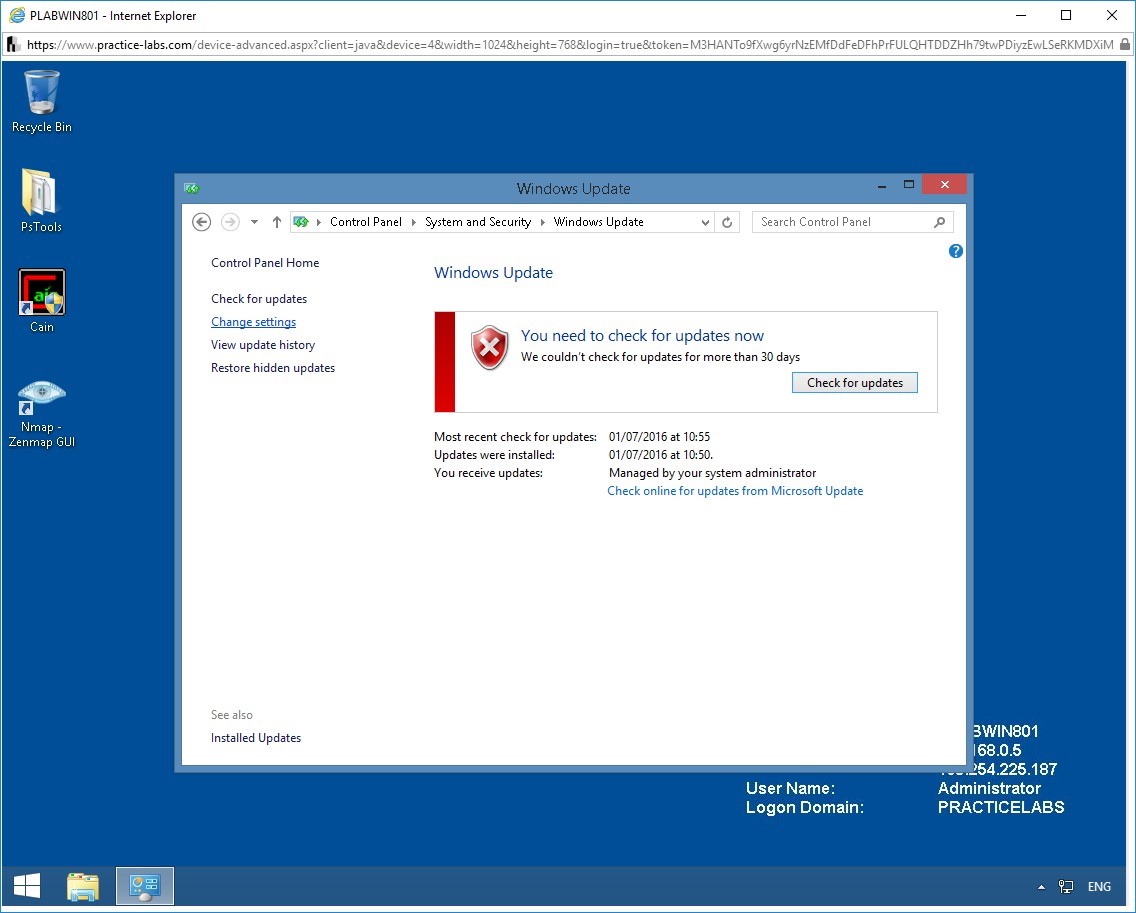 PLABWIN801 - Internet Explorer
https://www.practice-labs.com/device-advanced.aspx?client=java&device=4&width=1024&height=768&login=true&token=M3HANTo9fXwg6yrNzEMfDdFeDFhPrFULQHTDDZHh79twPDiyzEwLSeRKMDXiM
Recycle Bin
PsTools
Cain
Nmap -
Zenmap GUI
Windows Update
Control Panel
System and Security
Windows Update
Search Control Panel
Control Panel Home
Check for updates
Change settings
View update history
Restore hidden updates
See also
Installed Updates
Windows Update
You need to check for updates now
We couldn't check for updates for more than 30 days
Check for updates
Most recent check for updates: 01/07/2016 at 10:55
Updates were installed: 01/07/2016 at 10:50.
You receive updates: Managed by your system administrator
Check online for updates from Microsoft Update
BWIN801
168.0.5
254.225.187
User Name: Administrator
Logon Domain: PRACTICELABS
ENG